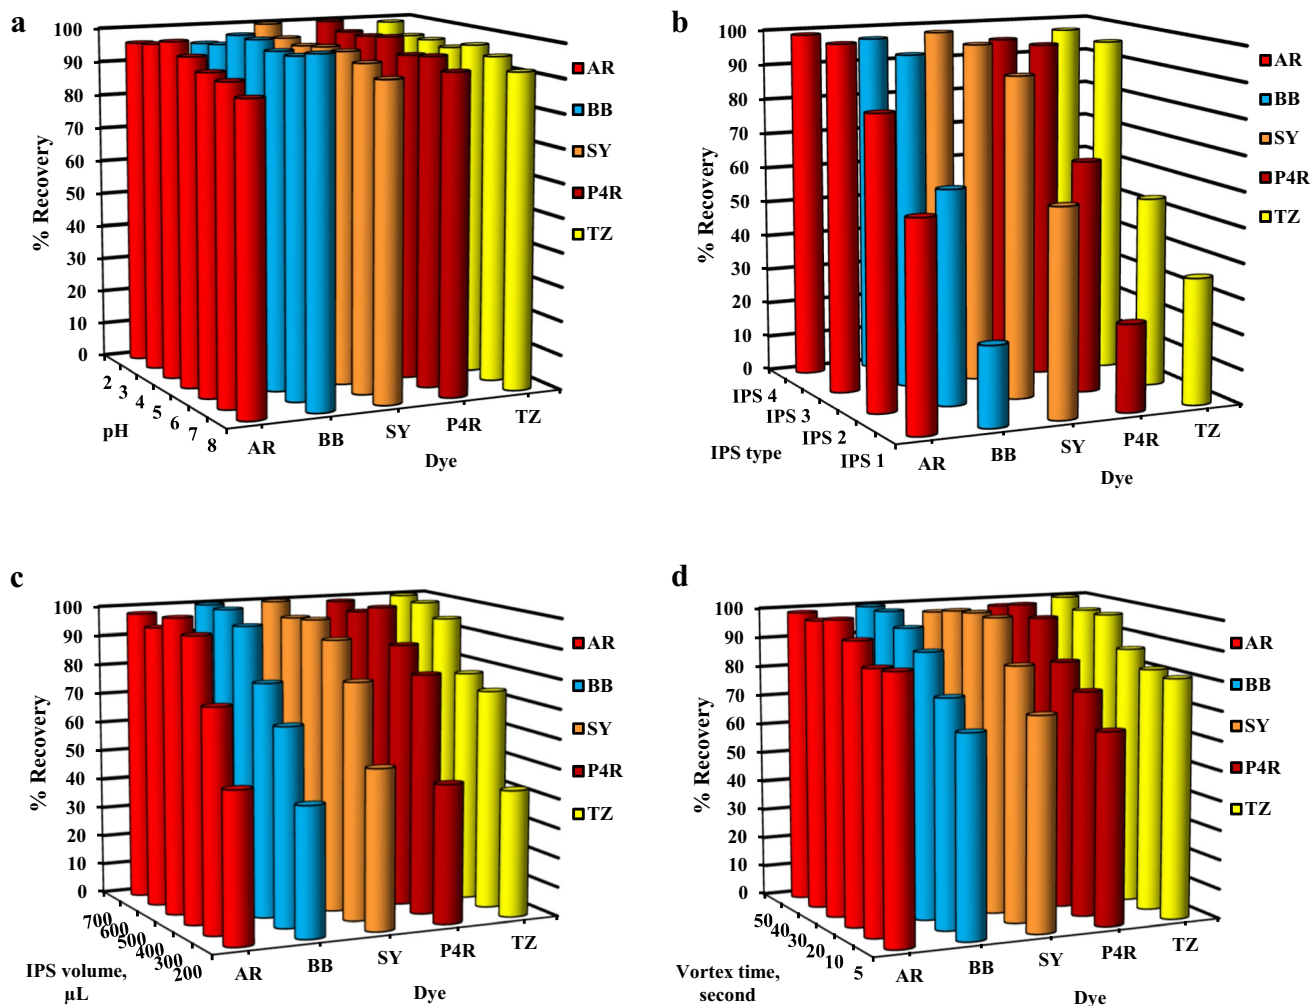 a
100
90
80
70
60
50
40
30
20
10
0
% Recovery
2
3
4
5
6
7
8
pH
AR
BB
SY
P4R
TZ
Dye
AR
BB
SY
P4R
TZ
b
100
90
80
70
60
50
40
30
20
10
0
% Recovery
IPS 4
IPS 3
IPS 2
IPS 1
IPS type
AR
BB
SY
P4R
TZ
Dye
AR
BB
SY
P4R
TZ
c
100
90
80
70
60
50
40
30
20
10
0
% Recovery
700
600
500
400
300
200
IPS volume,
µL
AR
BB
SY
P4R
TZ
Dye
AR
BB
SY
P4R
TZ
d
100
90
80
70
60
50
40
30
20
10
0
% Recovery
50
40
30
20
10
5
Vortex time,
second
AR
BB
SY
P4R
TZ
Dye
AR
BB
SY
P4R
TZ